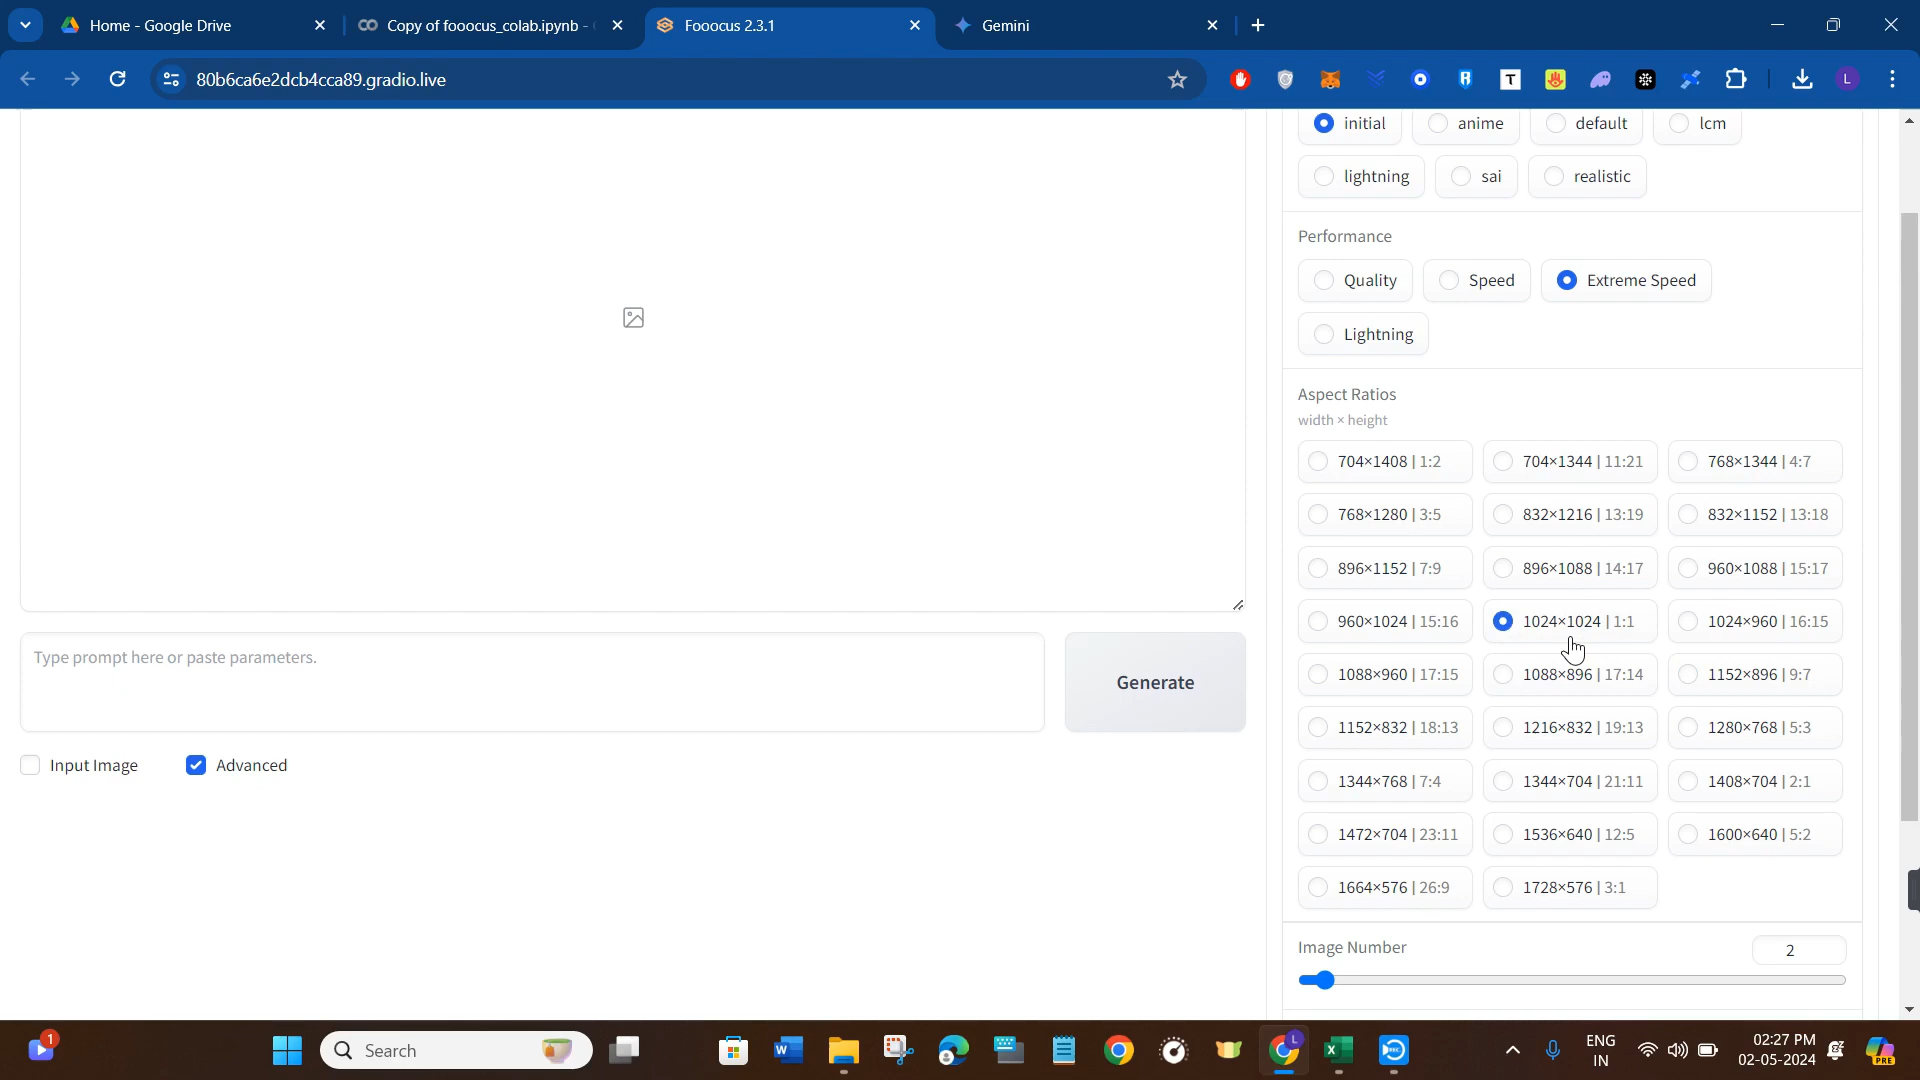 Home - Google Drive
Copy of fooocus_colab.ipynb -
Fooocus 2.3.1
Gemini
80b6ca6e2dcb4cca89.gradio.live
T
L
initial
anime
default
lcm
lightning
sai
realistic
Performance
Quality
Speed
Extreme Speed
Lightning
Aspect Ratios
width × height
704×1408 | 1:2
704×1344 | 11:21
768×1344 | 4:7
768×1280 | 3:5
832×1216 | 13:19
832×1152 | 13:18
896×1152 | 7:9
896×1088 | 14:17
960×1088 | 15:17
960×1024 | 15:16
1024×1024 | 1:1
1024×960 | 16:15
1088×960 | 17:15
1088×896 | 17:14
1152×896 | 9:7
1152×832 | 18:13
1216×832 | 19:13
1280×768 | 5:3
1344×768 | 7:4
1344×704 | 21:11
1408×704 | 2:1
1472×704 | 23:11
1536×640 | 12:5
1600×640 | 5:2
1664×576 | 26:9
1728×576 | 3:1
Image Number
2
Type prompt here or paste parameters.
Generate
Input Image
Advanced
1
Search
ENG
IN
02:27 PM
02-05-2024
PRE